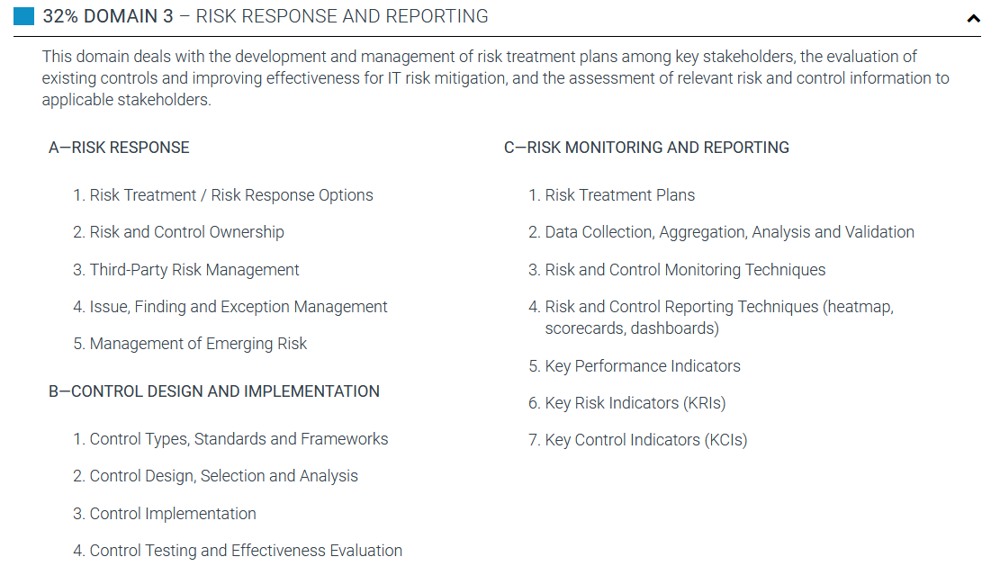 32% DOMAIN 3 – RISK RESPONSE AND REPORTING
This domain deals with the development and management of risk treatment plans among key stakeholders, the evaluation of
existing controls and improving effectiveness for IT risk mitigation, and the assessment of relevant risk and control information to
applicable stakeholders.
A—RISK RESPONSE
1. Risk Treatment / Risk Response Options
2. Risk and Control Ownership
3. Third-Party Risk Management
4. Issue, Finding and Exception Management
5. Management of Emerging Risk
B—CONTROL DESIGN AND IMPLEMENTATION
1. Control Types, Standards and Frameworks
2. Control Design, Selection and Analysis
3. Control Implementation
4. Control Testing and Effectiveness Evaluation
C—RISK MONITORING AND REPORTING
1. Risk Treatment Plans
2. Data Collection, Aggregation, Analysis and Validation
3. Risk and Control Monitoring Techniques
4. Risk and Control Reporting Techniques (heatmap,
scorecards, dashboards)
5. Key Performance Indicators
6. Key Risk Indicators (KRIs)
7. Key Control Indicators (KCIs)